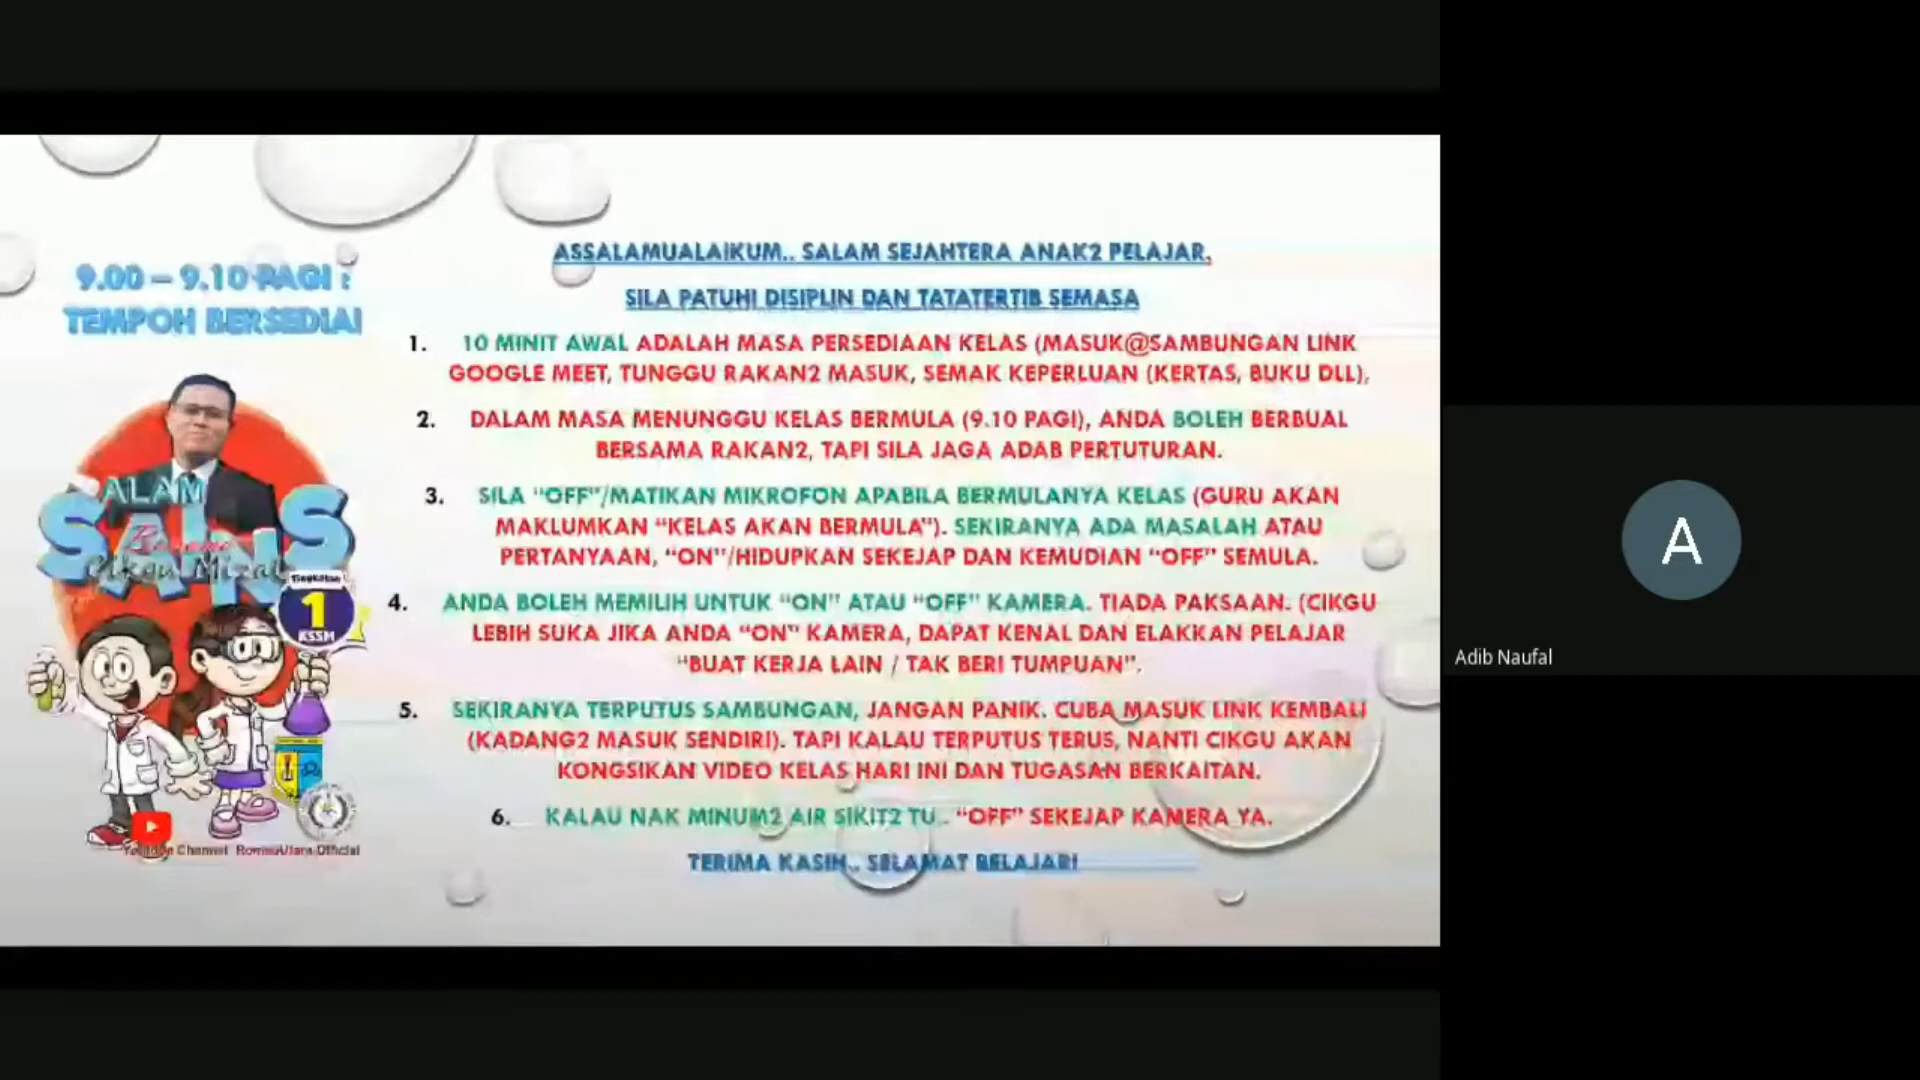 9.00 – 9.10 PAGI :
TEMPOH BERSEDIA!
ALAM
SAINS
Bersama
Cikgu Mizal
Tingkatan
1
KSSM
ASSALAMUALAIKUM.. SALAM SEJAHTERA ANAK2 PELAJAR.
SILA PATUHI DISIPLIN DAN TATATERTIB SEMASA
1. 10 MINIT AWAL ADALAH MASA PERSEDIAAN KELAS (MASUK@SAMBUNGAN LINK
GOOGLE MEET, TUNGGU RAKAN2 MASUK, SEMAK KEPERLUAN (KERTAS, BUKU DLL).
2. DALAM MASA MENUNGGU KELAS BERMULA (9.10 PAGI), ANDA BOLEH BERBUAL
BERSAMA RAKAN2, TAPI SILA JAGA ADAB PERTUTURAN.
3. SILA “OFF”/MATIKAN MIKROFON APABILA BERMULANYA KELAS (GURU AKAN
MAKLUMKAN “KELAS AKAN BERMULA”). SEKIRANYA ADA MASALAH ATAU
PERTANYAAN, “ON”/HIDUPKAN SEKEJAP DAN KEMUDIAN “OFF” SEMULA.
4. ANDA BOLEH MEMILIH UNTUK “ON” ATAU “OFF” KAMERA. TIADA PAKSAAN. (CIKGU
LEBIH SUKA JIKA ANDA “ON” KAMERA, DAPAT KENAL DAN ELAKKAN PELAJAR
“BUAT KERJA LAIN / TAK BERI TUMPUAN”.
5. SEKIRANYA TERPUTUS SAMBUNGAN, JANGAN PANIK. CUBA MASUK LINK KEMBALI
(KADANG2 MASUK SENDIRI). TAPI KALAU TERPUTUS TERUS, NANTI CIKGU AKAN
KONGSIKAN VIDEO KELAS HARI INI DAN TUGASAN BERKAITAN.
6. KALAU NAK MINUM2 AIR SIKIT2 TU.. “OFF” SEKEJAP KAMERA YA.
TERIMA KASIH.. SELAMAT BELAJAR!
Channel
Official
A
Adib Naufal